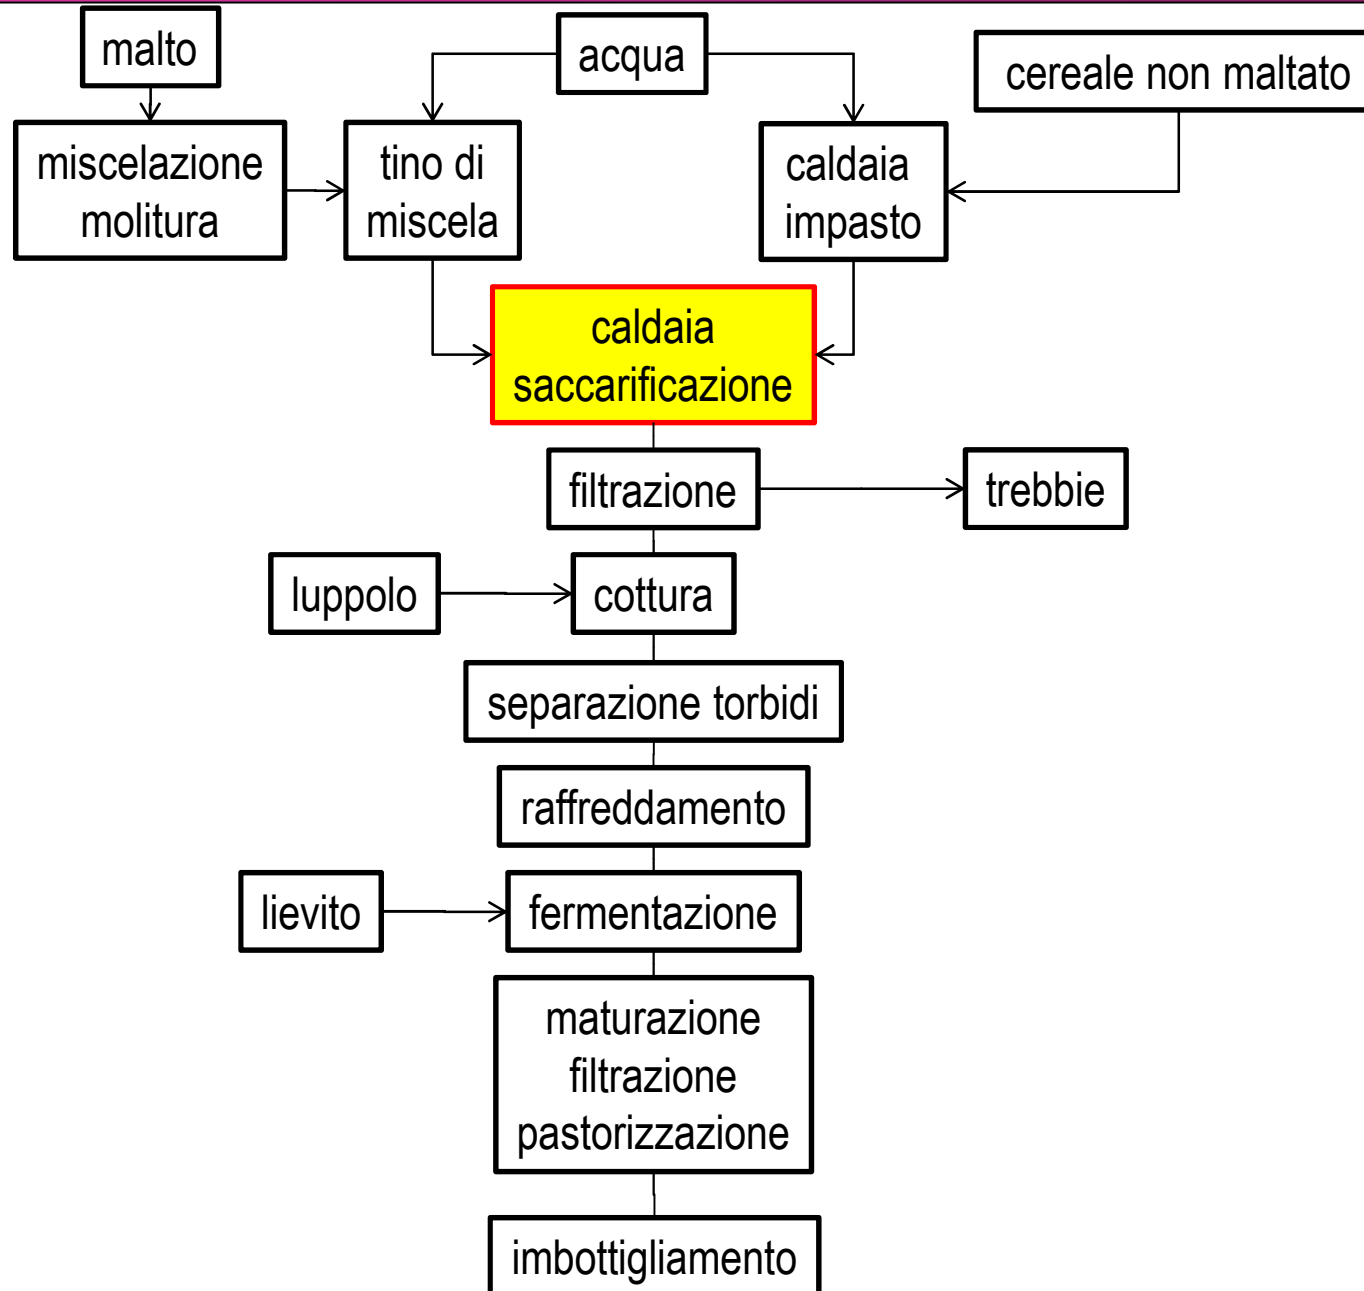 malto
acqua
cereale non maltato
miscelazione
molitura
tino di
miscela
caldaia
impasto
caldaia
saccarificazione
filtrazione
trebbie
luppolo
cottura
separazione torbidi
raffreddamento
lievito
fermentazione
maturazione
filtrazione
pastorizzazione
imbottigliamento